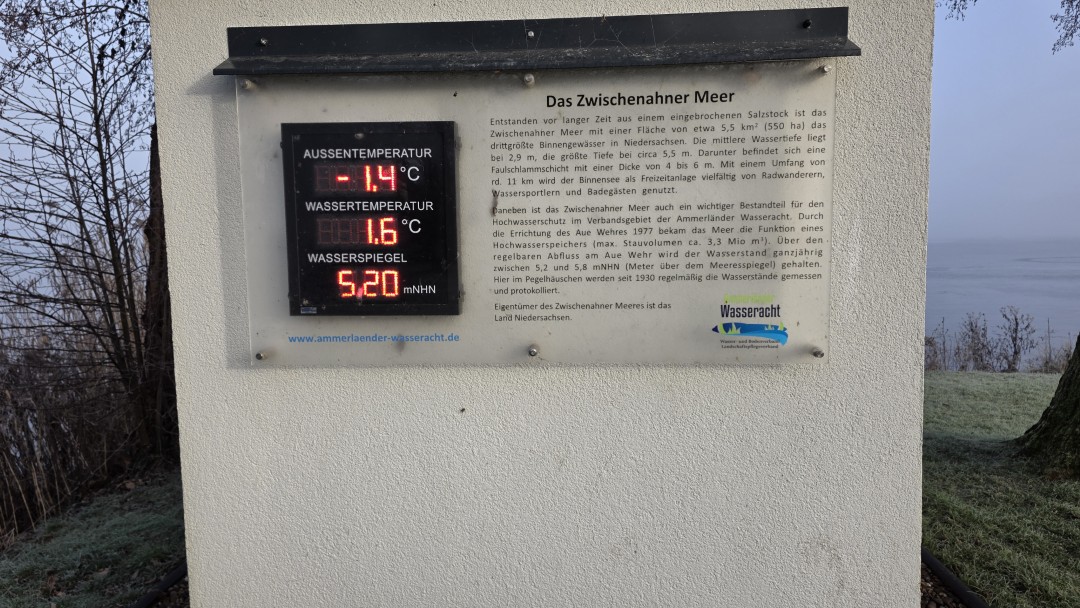 Das Zwischenahner Meer
AUSSENTEMPERATUR
-1.4 °C
WASSERTEMPERATUR
1.6 °C
WASSERSPIEGEL
5.20 mNHN
www.ammerlaender-wasseracht.de
Entstanden vor langer Zeit aus einem eingebrochenen Salzstock ist das
Zwischenahner Meer mit einer Fläche von etwa 5,5 km² (550 ha) das
drittgrößte Binnengewässer in Niedersachsen. Die mittlere Wassertiefe liegt
bei 2,9 m, die größte Tiefe bei circa 5,5 m. Darunter befindet sich eine
Faulschlammschicht mit einer Dicke von 4 bis 6 m. Mit einem Umfang von
rd. 11 km wird der Binnensee als Freizeitanlage vielfältig von Radwanderern,
Wassersportlern und Badegästen genutzt.
Daneben ist das Zwischenahner Meer auch ein wichtiger Bestandteil für den
Hochwasserschutz im Verbandsgebiet der Ammerländer Wasseracht. Durch
die Errichtung des Aue Wehres 1977 bekam das Meer die Funktion eines
Hochwasserspeichers (max. Stauvolumen ca. 3,3 Mio m³). Über den
regelbaren Abfluss am Aue Wehr wird der Wasserstand ganzjährig
zwischen 5,2 und 5,8 mNHN (Meter über dem Meeresspiegel) gehalten.
Hier im Pegelhäuschen werden seit 1930 regelmäßig die Wasserstände gemessen
und protokolliert.
Eigentümer des Zwischenahner Meeres ist das
Land Niedersachsen.
Wasseracht
Wasser- und Bodenverband
Landschaftspflegeverband